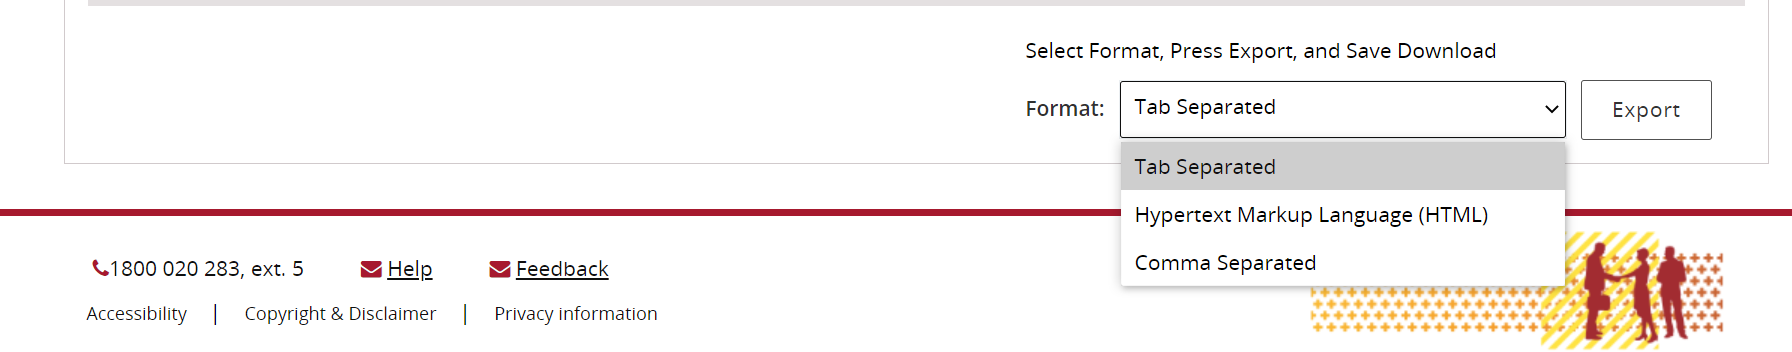 Select Format, Press Export, and Save Download
Format: Tab Separated Export
Tab Separated
Hypertext Markup Language (HTML)
Comma Separated
1800 020 283, ext. 5 Help Feedback
Accessibility | Copyright & Disclaimer | Privacy information